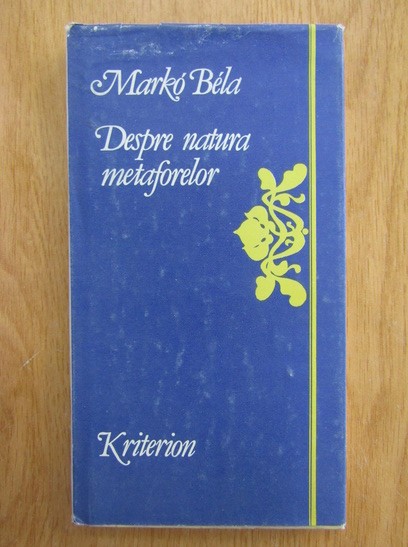 Markó Béla
Despre natura
metaforelor
Kriterion